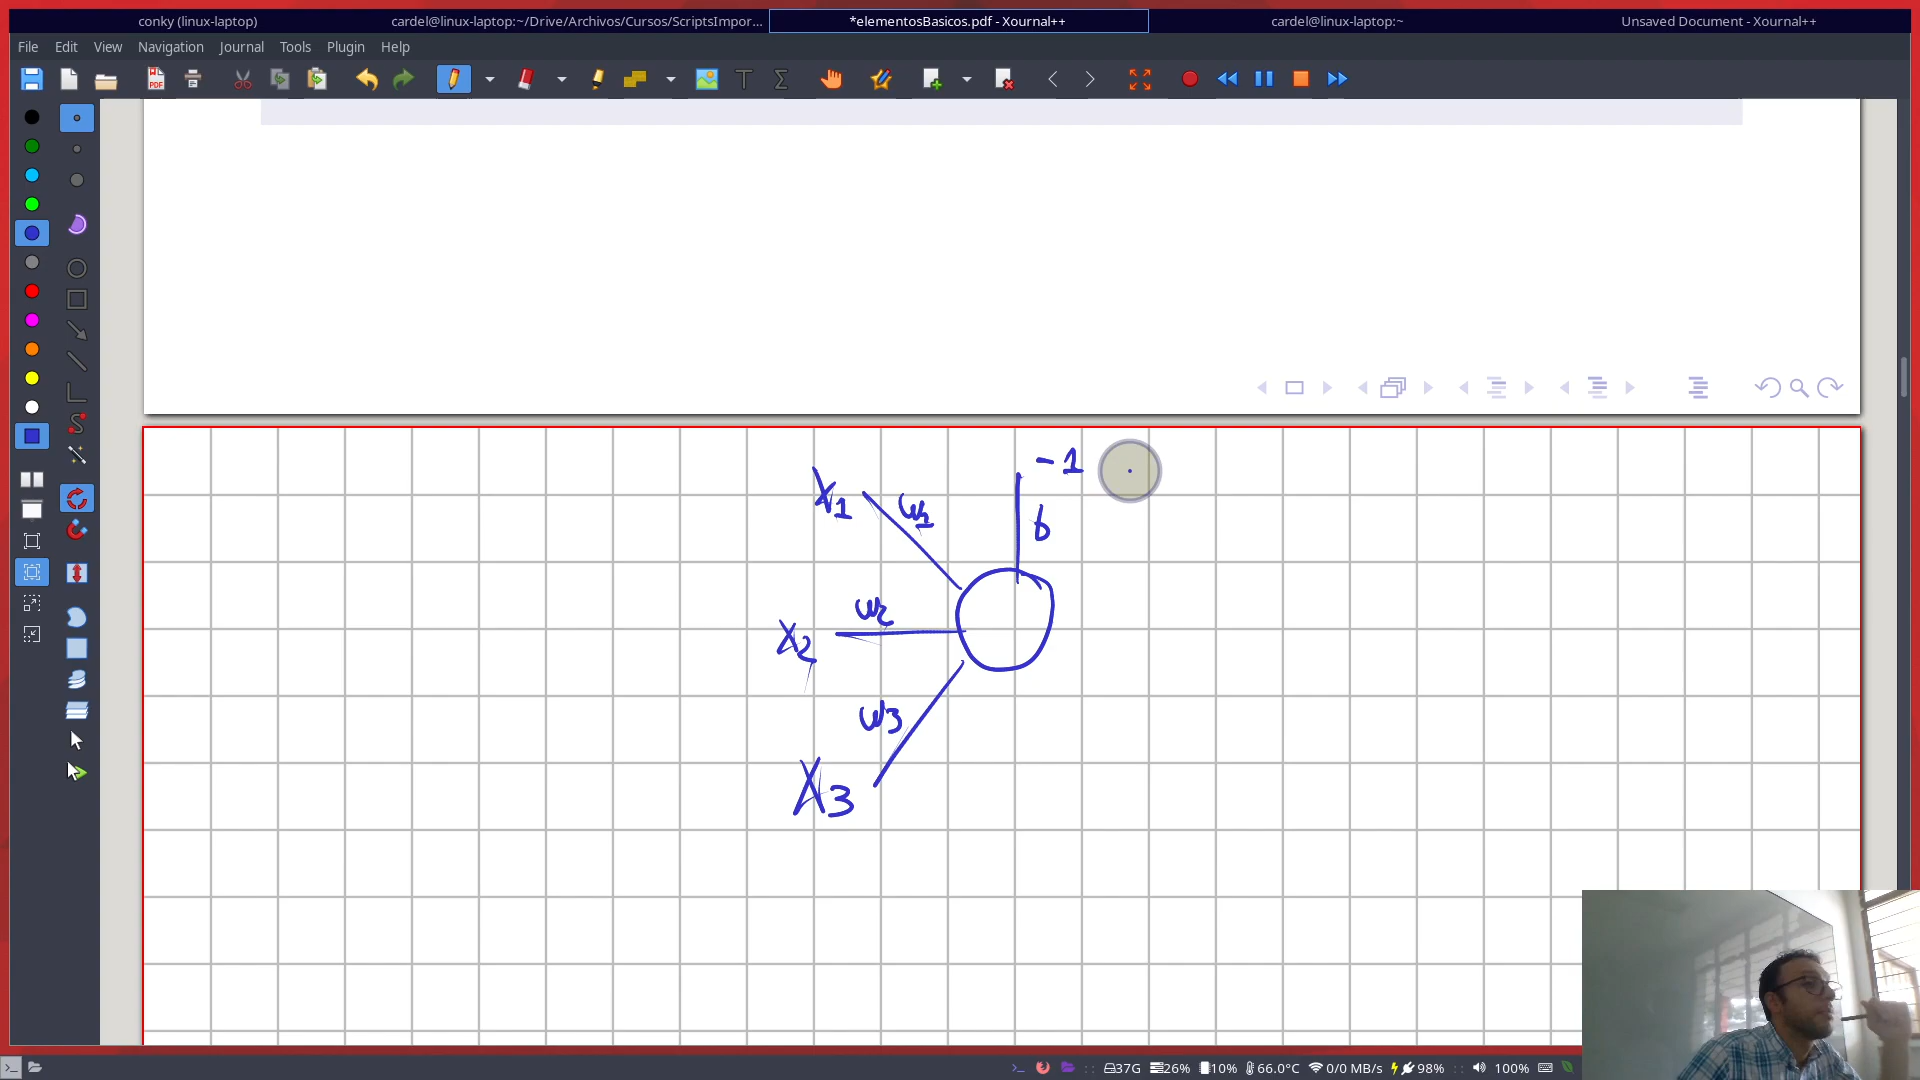 conky (linux-laptop)
cardel@linux-laptop:~/Drive/Archivos/Cursos/ScriptsImpor...
*elementosBasicos.pdf - Xournal++
cardel@linux-laptop:~
Unsaved Document - Xournal++
File Edit View Navigation Journal Tools Plugin Help
PDF
-1
X1 w1
b
w2
X2
w3
X3
37G 26% 10% 66.0°C 0/0 MB/s 98% 100%